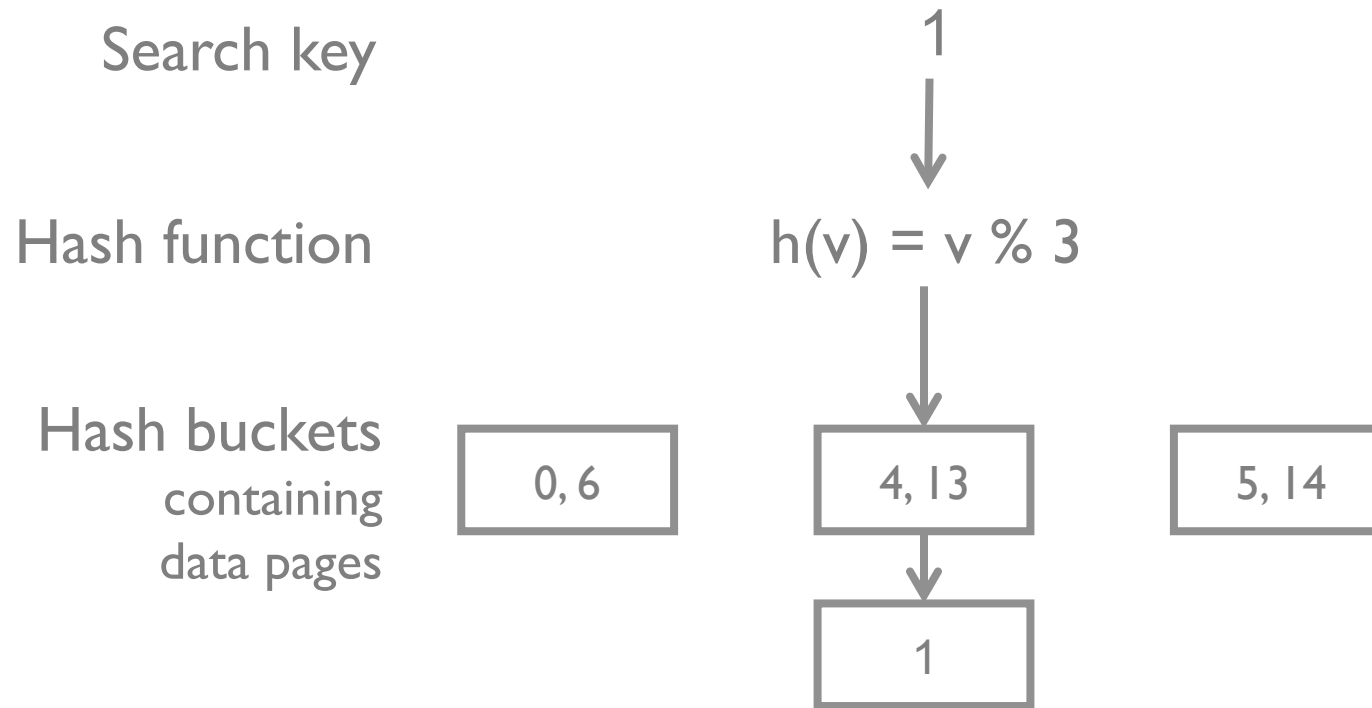 Search key
1
Hash function
h(v) = v % 3
Hash buckets
containing
data pages
0, 6
4, 13
5, 14
1